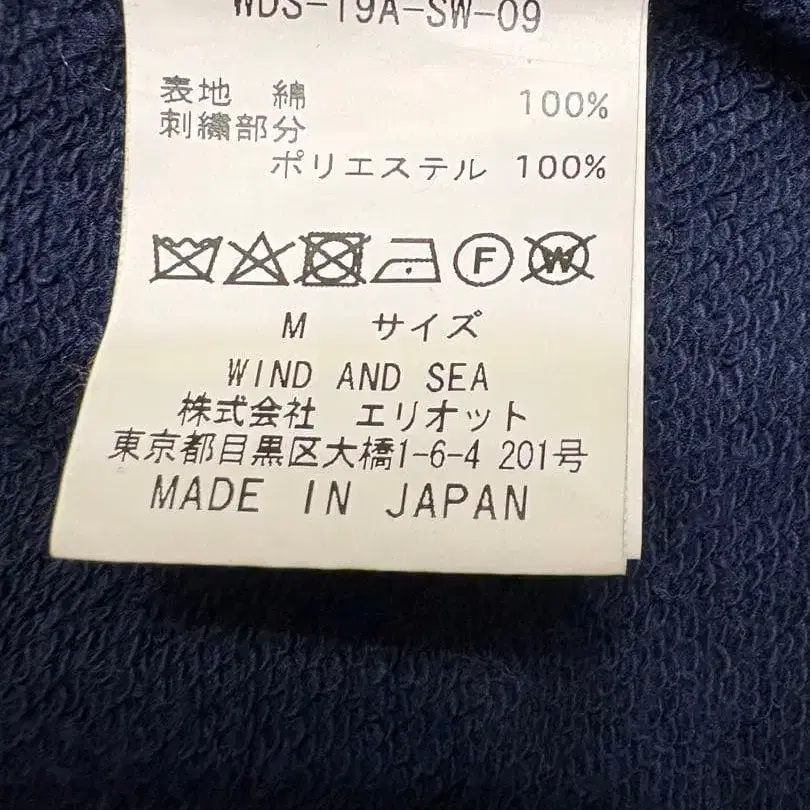 WDS-19A-SW-09
表地 綿 100%
刺繍部分
ポリエステル 100%
F W
M サイズ
WIND AND SEA
株式会社 エリオット
東京都目黒区大橋1-6-4 201号
MADE IN JAPAN